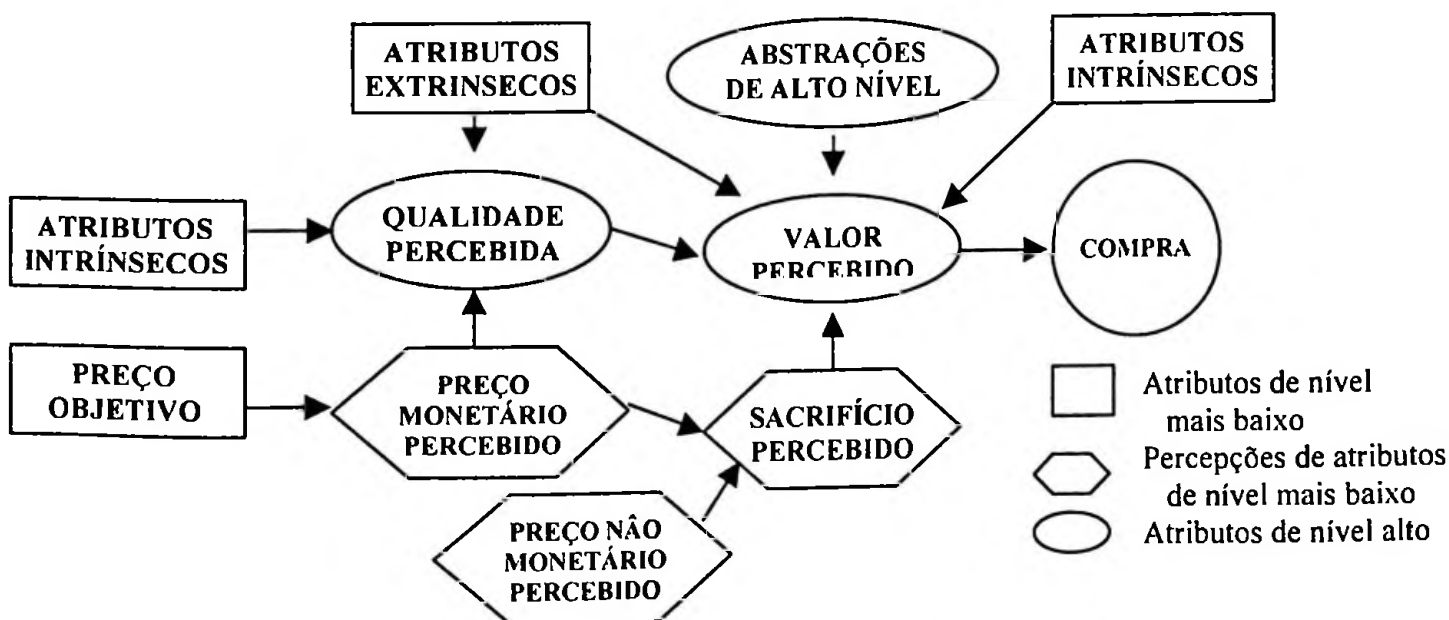 ATRIBUTOS
EXTRINSECOS
ABSTRAÇÕES
DE ALTO NÍVEL
ATRIBUTOS
INTRÍNSECOS
ATRIBUTOS
INTRÍNSECOS
QUALIDADE
PERCEBIDA
VALOR
PERCEBIDO
COMPRA
PREÇO
OBJETIVO
PREÇO
MONETÁRIO
PERCEBIDO
SACRIFÍCIO
PERCEBIDO
PREÇO NÂO
MONETÁRIO
PERCEBIDO
Atributos de nível
mais baixo
Percepções de atributos
de nível mais baixo
Atributos de nível alto